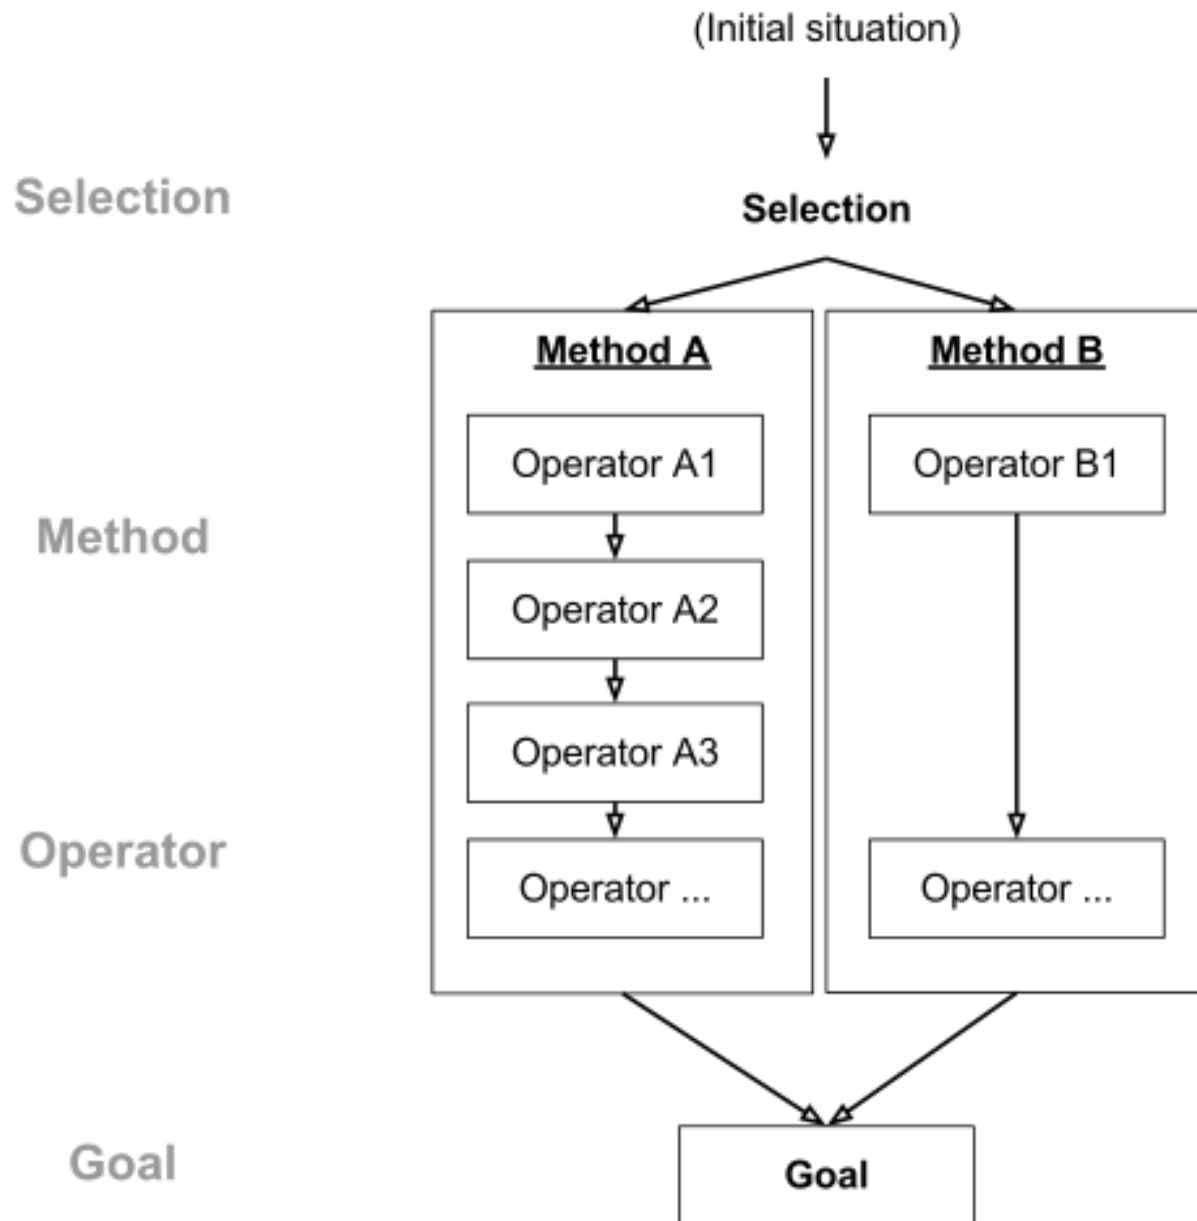 (Initial situation)
Selection
Selection
Method A
Method B
Operator A1
Operator B1
Method
Operator A2
Operator A3
Operator
Operator ...
Operator ...
Goal
Goal